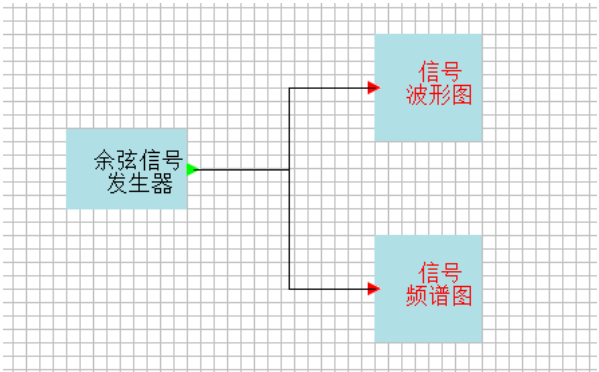 信号
波形图
余弦信号
发生器
信号
频谱图